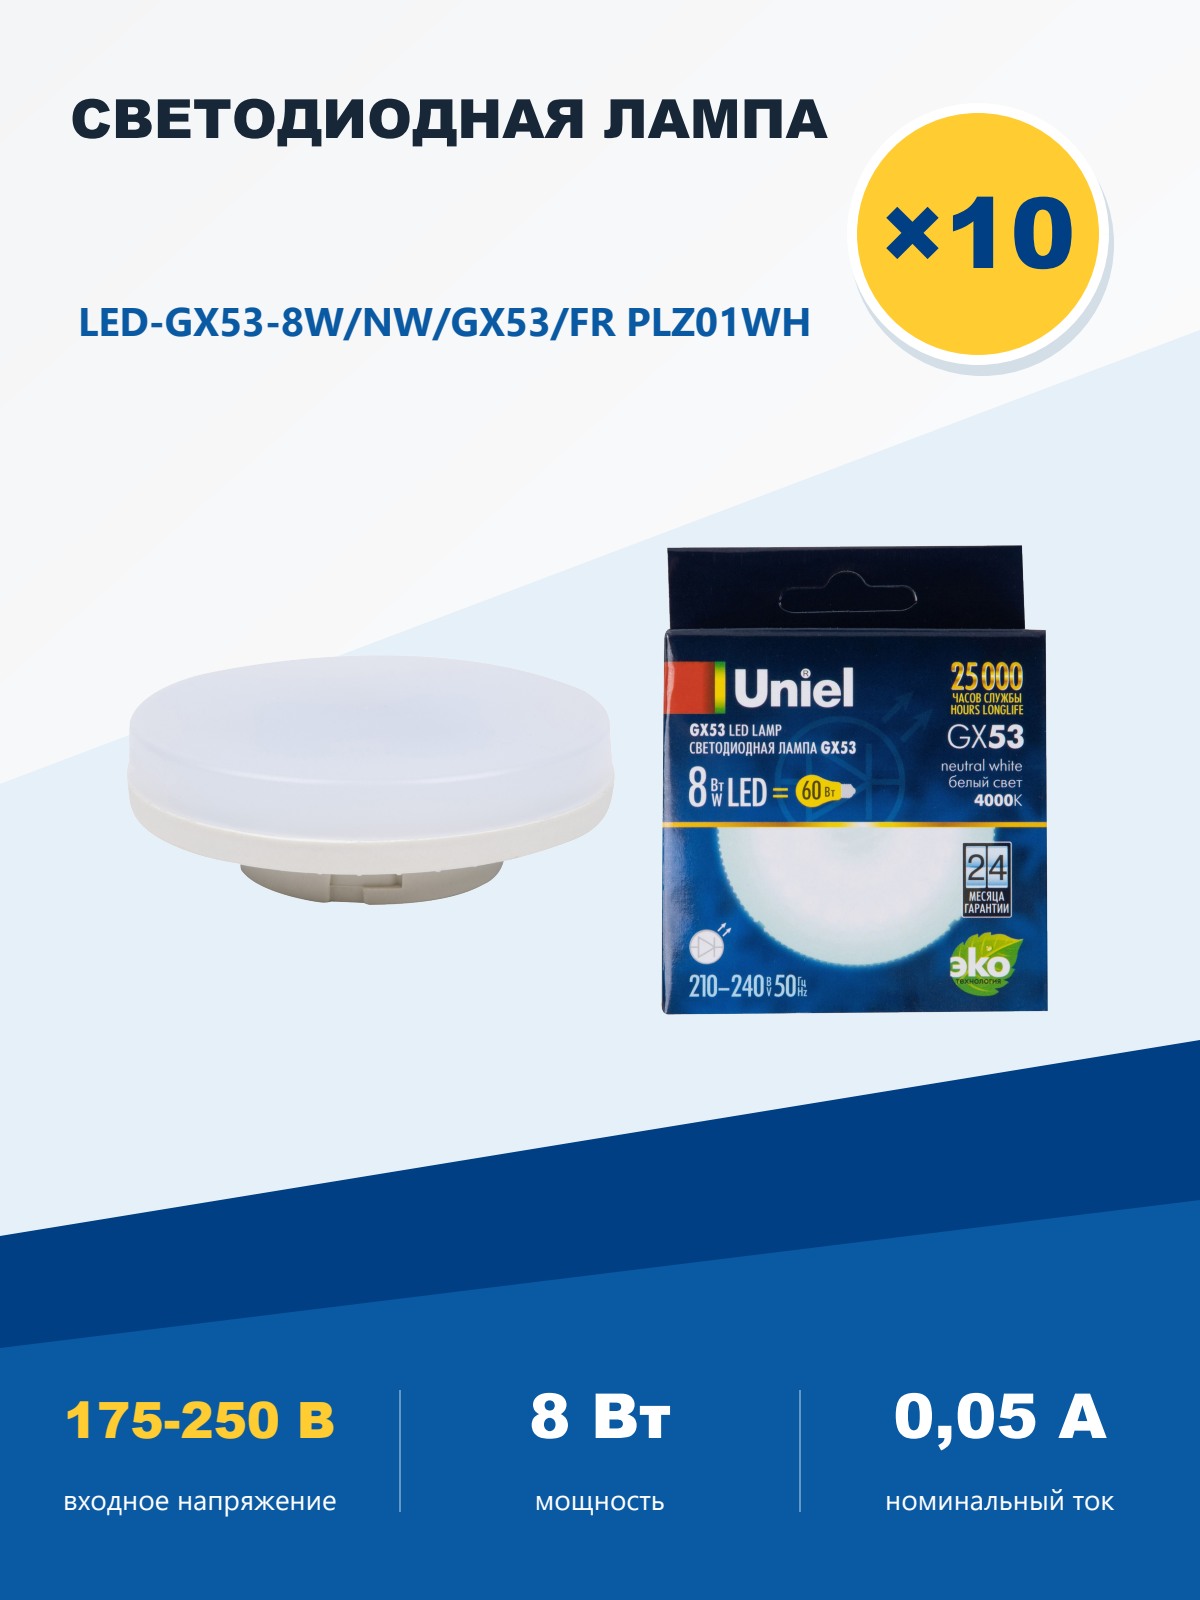 СВЕТОДИОДНАЯ ЛАМПА
×10
LED-GX53-8W/NW/GX53/FR PLZ01WH
Uniel®
25 000
ЧАСОВ СЛУЖБЫ
HOURS LONGLIFE
GX53 LED LAMP
СВЕТОДИОДНАЯ ЛАМПА GX53
GX53
neutral white
белый свет
4000K
8 Вт W LED = 60 Вт
24
МЕСЯЦА
ГАРАНТИИ
эко
технология
210–240 В V 50 Гц Hz
175-250 В
входное напряжение
8 Вт
мощность
0,05 А
номинальный ток